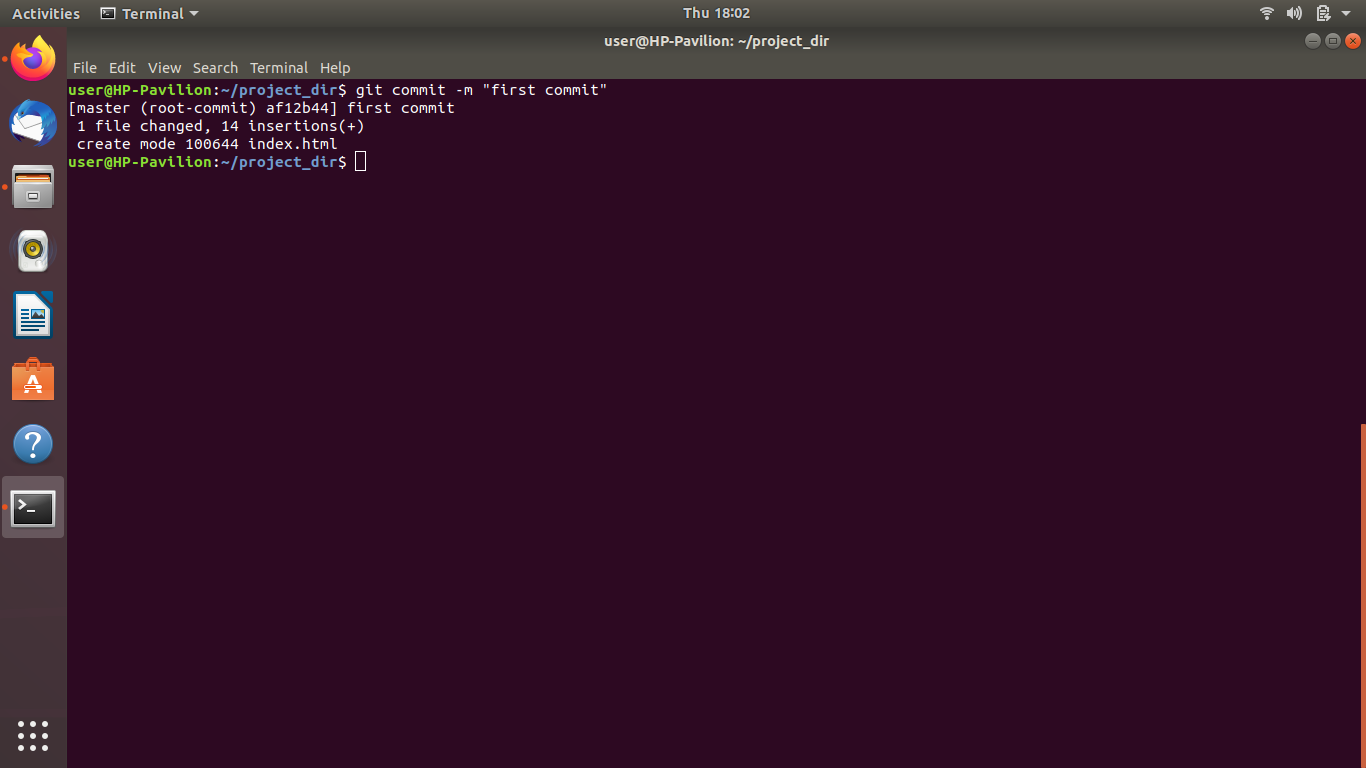 Activities Terminal Thu 18:02
user@HP-Pavilion: ~/project_dir
File Edit View Search Terminal Help
user@HP-Pavilion:~/project_dir$ git commit -m "first commit"
[master (root-commit) af12b44] first commit
 1 file changed, 14 insertions(+)
 create mode 100644 index.html
user@HP-Pavilion:~/project_dir$